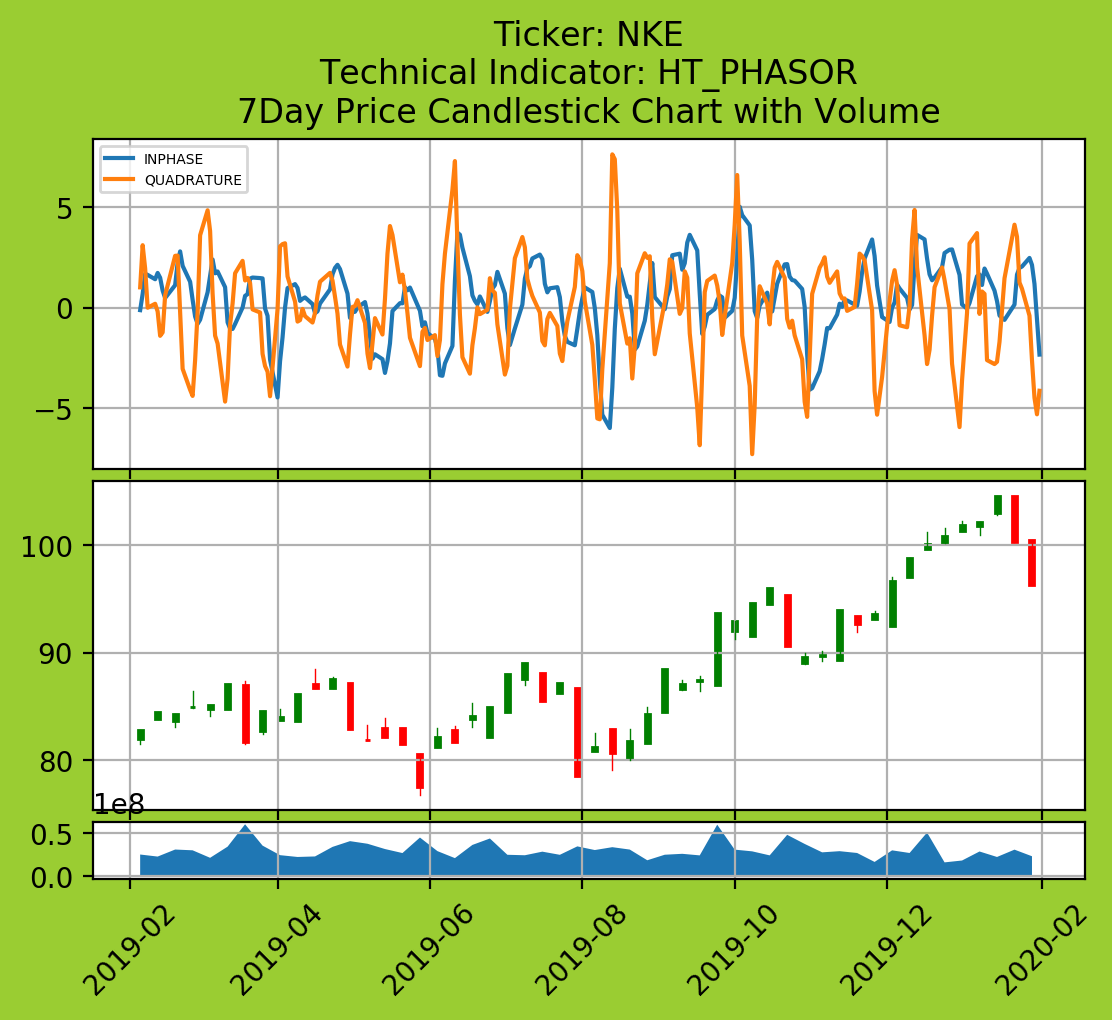 Ticker: NKE
Technical Indicator: HT_PHASOR
7Day Price Candlestick Chart with Volume
INPHASE
QUADRATURE
5
0
−5
100
90
80
1e8
0.5
0.0
2019-02
2019-04
2019-06
2019-08
2019-10
2019-12
2020-02